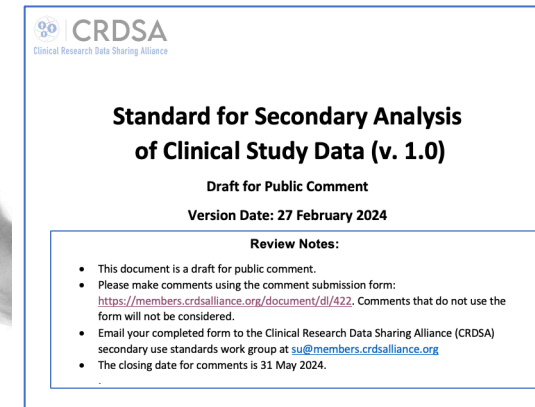 CRDSA
Clinical Research Data Sharing Alliance
Standard for Secondary Analysis
of Clinical Study Data (v. 1.0)
Draft for Public Comment
Version Date: 27 February 2024
Review Notes:
• This document is a draft for public comment.
• Please make comments using the comment submission form:
https://members.crdsalliance.org/document/dl/422. Comments that do not use the
form will not be considered.
• Email your completed form to the Clinical Research Data Sharing Alliance (CRDSA)
secondary use standards work group at su@members.crdsalliance.org
• The closing date for comments is 31 May 2024.
.